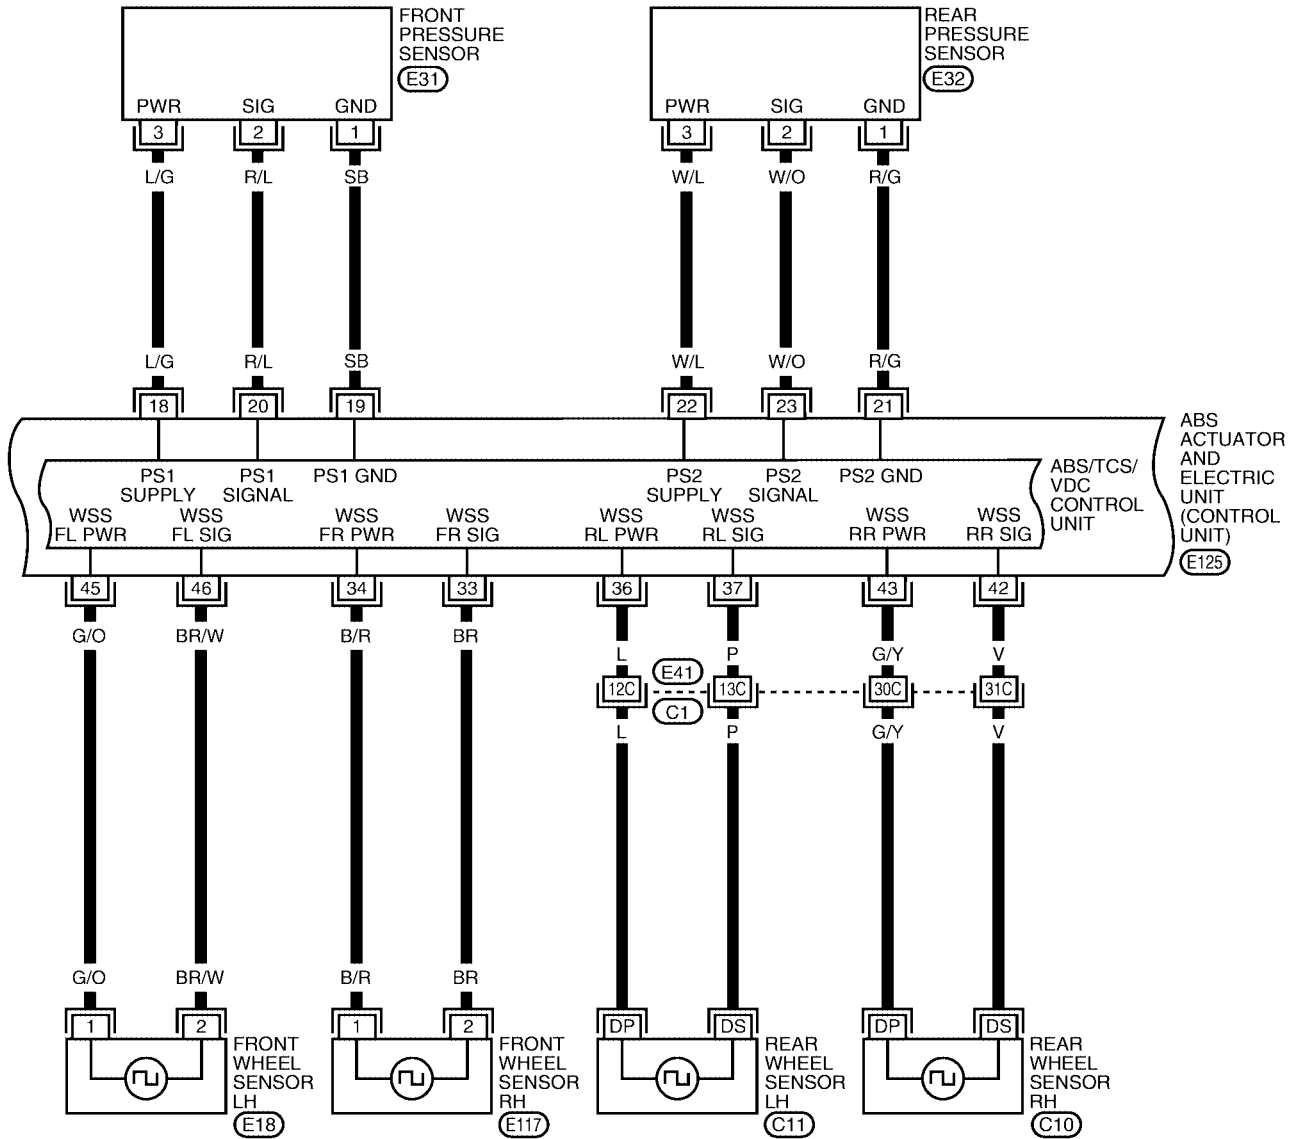 FRONT
PRESSURE
SENSOR
E31
PWR SIG GND
3 2 1
L/G R/L SB
REAR
PRESSURE
SENSOR
E32
PWR SIG GND
3 2 1
W/L W/O R/G
L/G R/L SB W/L W/O R/G
18 20 19 22 23 21
ABS
ACTUATOR
AND
ELECTRIC
UNIT
(CONTROL
UNIT)
E125
PS1
SUPPLY
PS1
SIGNAL
PS1 GND
PS2
SUPPLY
PS2
SIGNAL
PS2 GND
ABS/TCS/
VDC
CONTROL
UNIT
WSS
FL PWR
WSS
FL SIG
WSS
FR PWR
WSS
FR SIG
WSS
RL PWR
WSS
RL SIG
WSS
RR PWR
WSS
RR SIG
45 46 34 33 36 37 43 42
G/O BR/W B/R BR
L P G/Y V
E41
12C 13C 30C 31C
C1
L P G/Y V
G/O BR/W B/R BR
1 2 1 2 DP DS DP DS
FRONT
WHEEL
SENSOR
LH
E18
FRONT
WHEEL
SENSOR
RH
E117
REAR
WHEEL
SENSOR
LH
C11
REAR
WHEEL
SENSOR
RH
C10